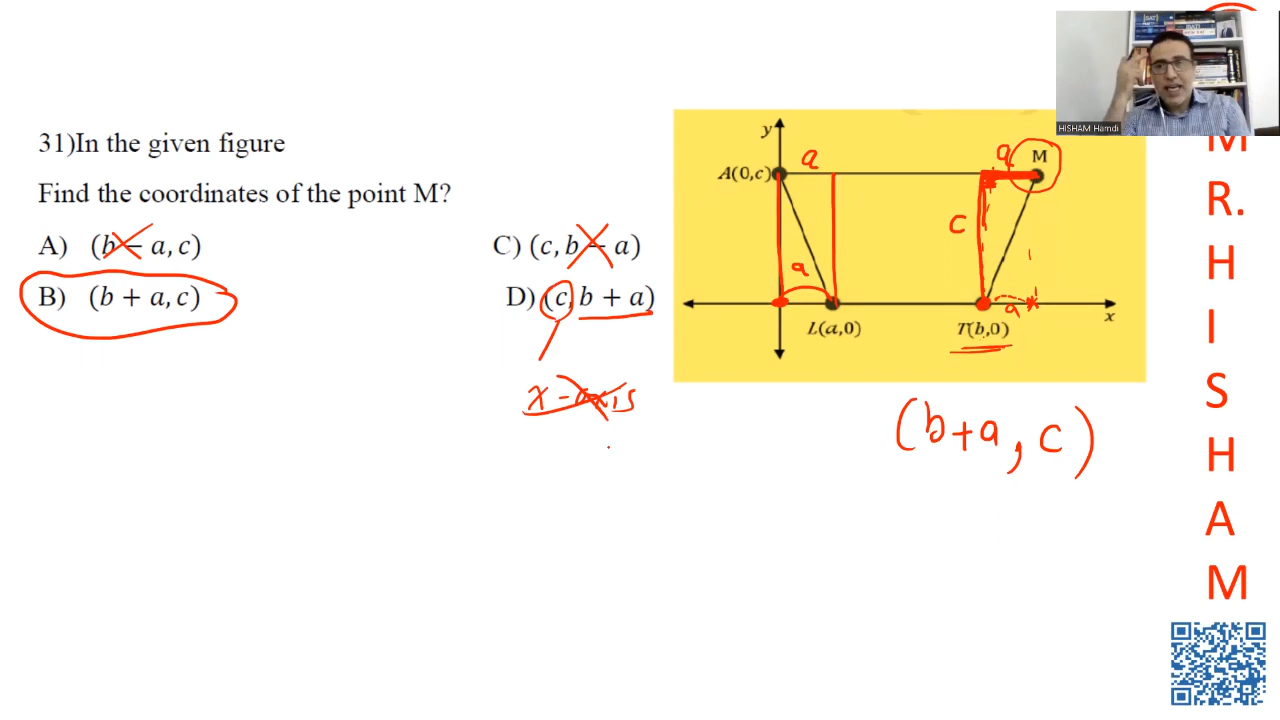 31)In the given figure
Find the coordinates of the point M?
A) (b − a, c)
C) (c, b − a)
B) (b + a, c)
D) (c, b + a)
x - axis
y
A(0,c)
a
a
M
c
a
a
L(a,0)
T(b,0)
x
(b+a, c)
HISHAM Hamdi
M
R.
H
I
S
H
A
M